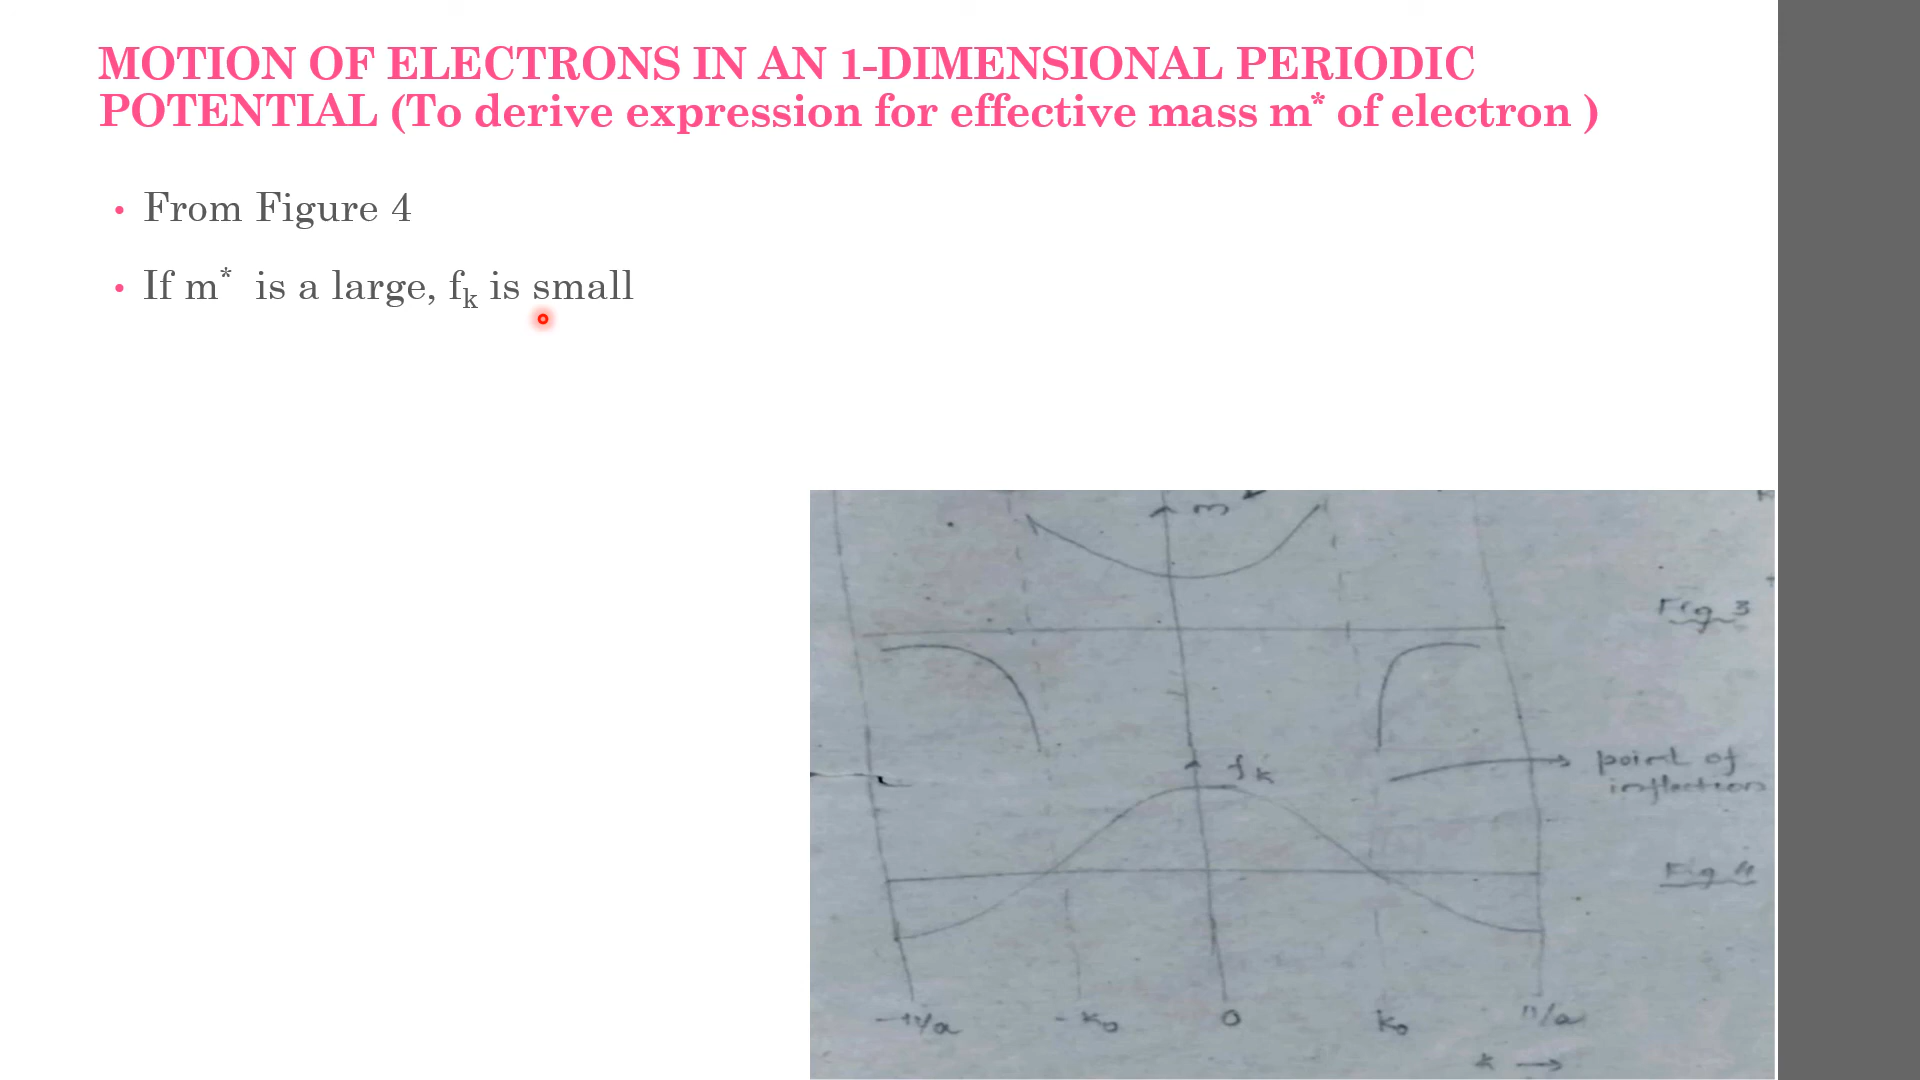 MOTION OF ELECTRONS IN AN 1-DIMENSIONAL PERIODIC
POTENTIAL (To derive expression for effective mass m* of electron )
• From Figure 4
• If m* is a large, fk is small
m
Fig 3
fk
point of
inflection
Fig 4
-π/a -k0 0 k0 π/a
k